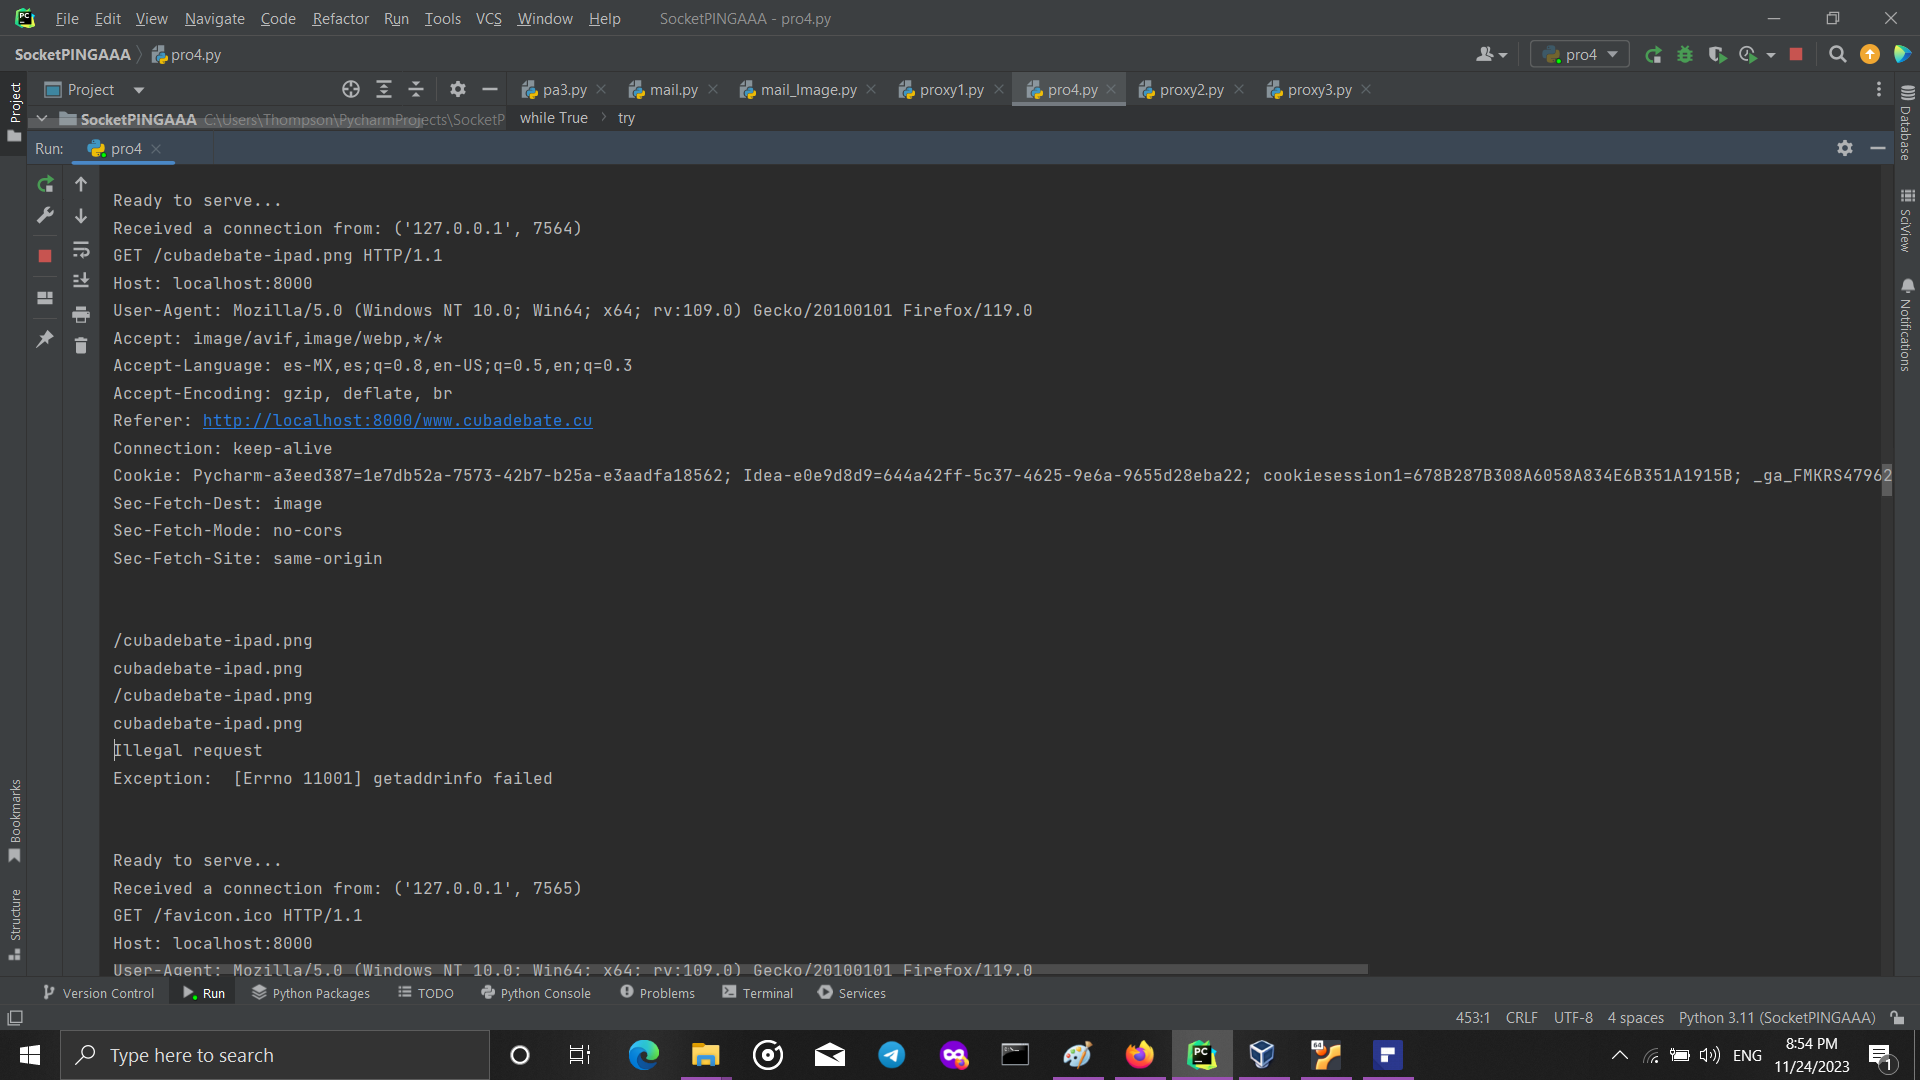 File Edit View Navigate Code Refactor Run Tools VCS Window Help SocketPINGAAA - pro4.py
SocketPINGAAA pro4.py pro4
Project pa3.py mail.py mail_Image.py proxy1.py pro4.py proxy2.py proxy3.py
SocketPINGAAA C:\Users\Thompson\PycharmProjects\SocketP while True try
Run: pro4
Ready to serve...
Received a connection from: ('127.0.0.1', 7564)
GET /cubadebate-ipad.png HTTP/1.1
Host: localhost:8000
User-Agent: Mozilla/5.0 (Windows NT 10.0; Win64; x64; rv:109.0) Gecko/20100101 Firefox/119.0
Accept: image/avif,image/webp,*/*
Accept-Language: es-MX,es;q=0.8,en-US;q=0.5,en;q=0.3
Accept-Encoding: gzip, deflate, br
Referer: http://localhost:8000/www.cubadebate.cu
Connection: keep-alive
Cookie: Pycharm-a3eed387=1e7db52a-7573-42b7-b25a-e3aadfa18562; Idea-e0e9d8d9=644a42ff-5c37-4625-9e6a-9655d28eba22; cookiesession1=678B287B308A6058A834E6B351A1915B; _ga_FMKRS47962
Sec-Fetch-Dest: image
Sec-Fetch-Mode: no-cors
Sec-Fetch-Site: same-origin
/cubadebate-ipad.png
cubadebate-ipad.png
/cubadebate-ipad.png
cubadebate-ipad.png
Illegal request
Exception:  [Errno 11001] getaddrinfo failed
Ready to serve...
Received a connection from: ('127.0.0.1', 7565)
GET /favicon.ico HTTP/1.1
Host: localhost:8000
User-Agent: Mozilla/5.0 (Windows NT 10.0; Win64; x64; rv:109.0) Gecko/20100101 Firefox/119.0
Project
Bookmarks
Structure
Database
SciView
Notifications
Version Control Run Python Packages TODO Python Console Problems Terminal Services
453:1 CRLF UTF-8 4 spaces Python 3.11 (SocketPINGAAA)
Type here to search
ENG
8:54 PM
11/24/2023
1